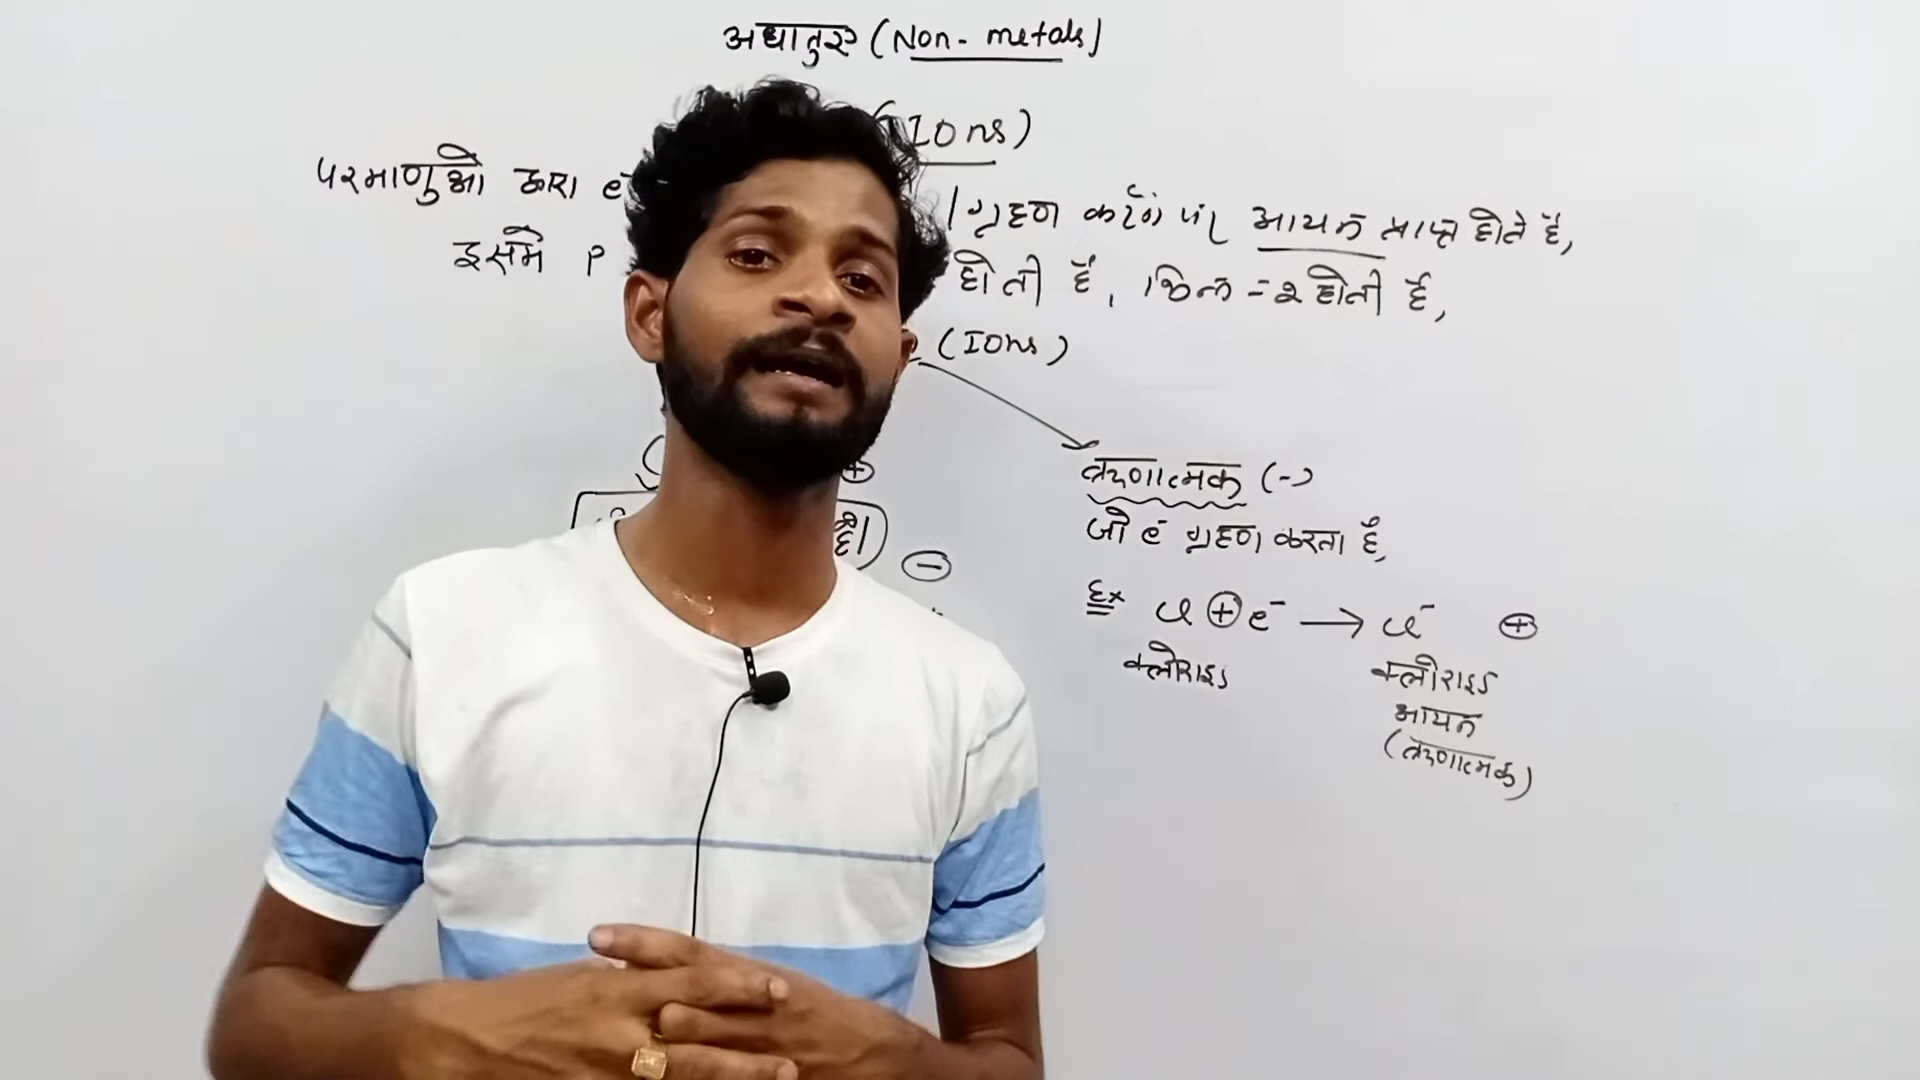 अधातुए (Non-metals)
(Ions)
परमाणुओ द्वारा e
ग्रहण करने पर आयन प्राप्त होते है,
इसमे P
होती है,
होती है,
(Ions)
ऋणात्मक (-)
जो e⁻ ग्रहण करता है,
⊕
है।
⊖
Ex Cl ⊕ e⁻ → Cl⁻ ⊕
क्लोराइड
क्लोराइड
आयन
(ऋणात्मक)